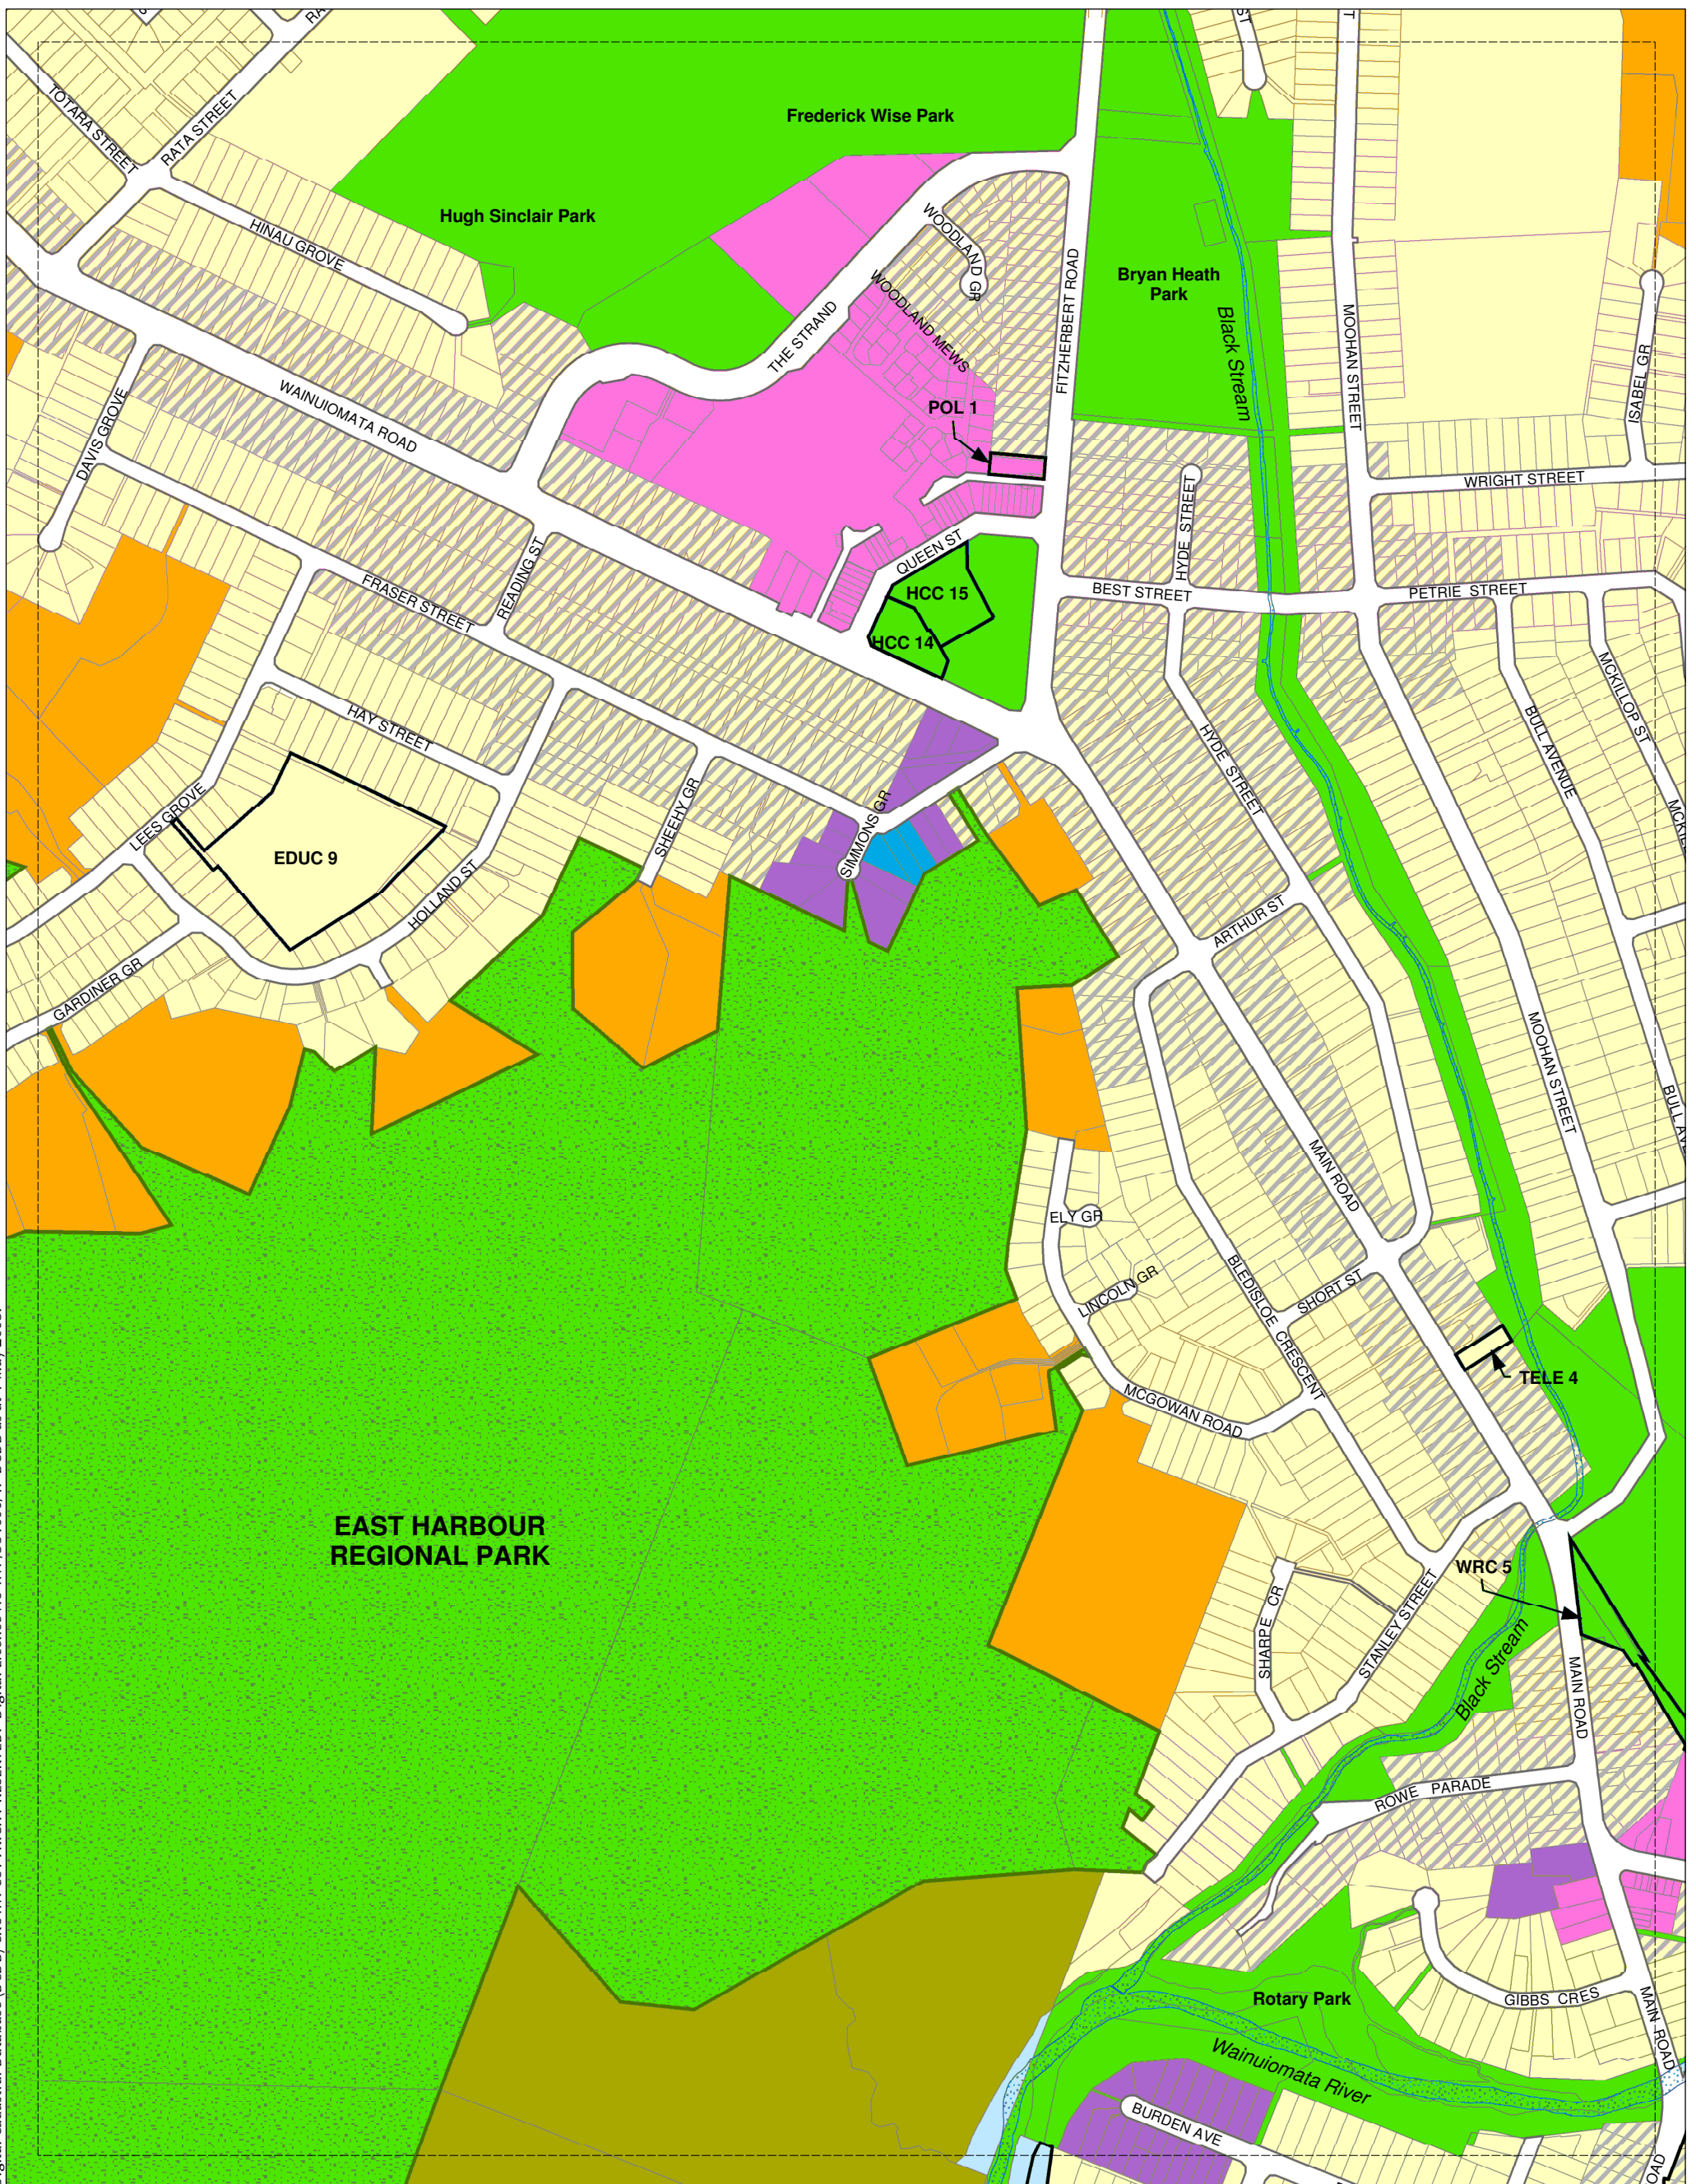 TOTARA STREET
RATA STREET
Frederick Wise Park
Hugh Sinclair Park
HINAU GROVE
WOODLAND GR
WOODLAND MEWS
FITZHERBERT ROAD
Bryan Heath
Park
Black Stream
MOOHAN STREET
ISABEL GR
THE STRAND
WAINUIOMATA ROAD
DAVIS GROVE
POL 1
WRIGHT STREET
HYDE STREET
QUEEN ST
READING ST
FRASER STREET
HCC 15
HCC 14
BEST STREET
PETRIE STREET
MCKILLOP ST
BULL AVENUE
HAY STREET
HYDE STREET
LEES GROVE
SHEEHY GR
SIMMONS GR
EDUC 9
HOLLAND ST
ARTHUR ST
GARDINER GR
MOOHAN STREET
MAIN ROAD
ELY GR
LINCOLN GR
BLEDISLOE CRESCENT
SHORT ST
TELE 4
MCGOWAN ROAD
EAST HARBOUR
REGIONAL PARK
WRC 5
SHARPE CR
STANLEY STREET
Black Stream
MAIN ROAD
ROWE PARADE
Rotary Park
GIBBS CRES
MAIN ROAD
Wainuiomata River
BURDEN AVE